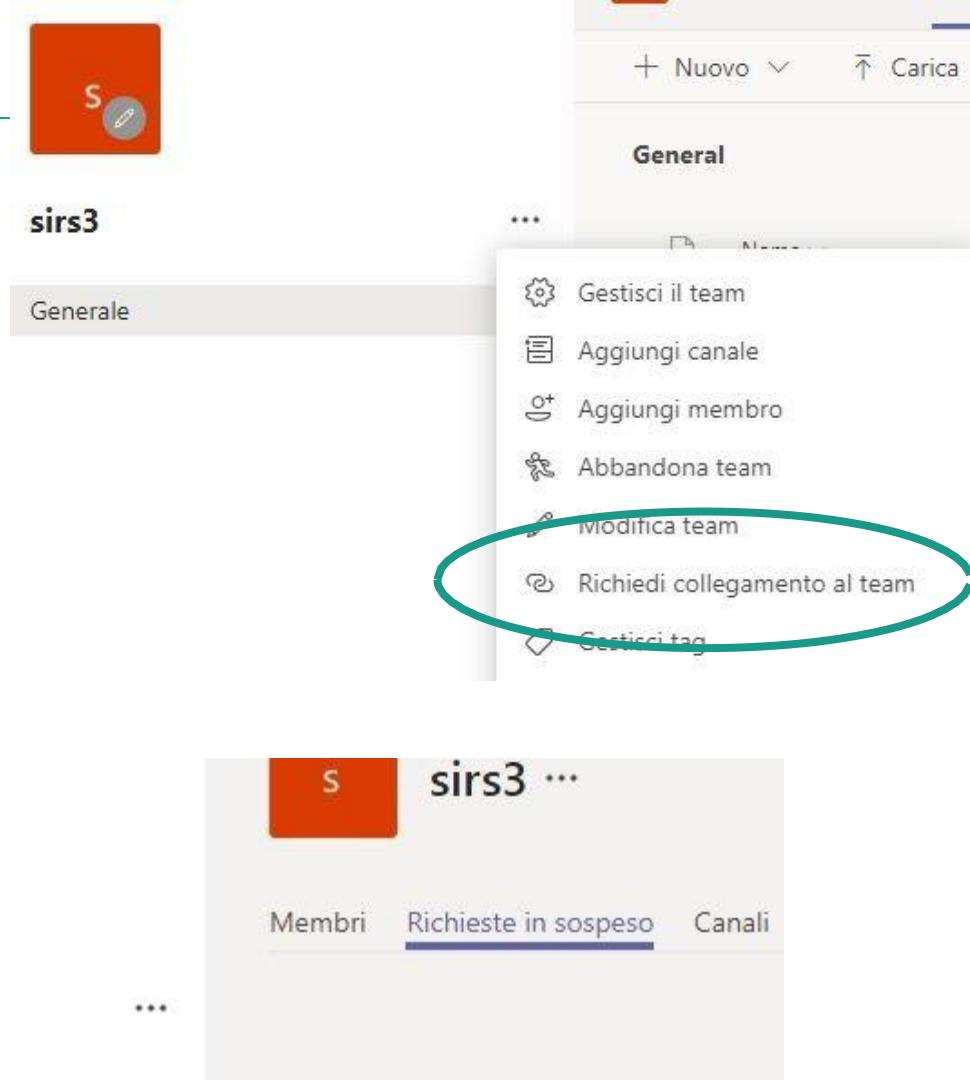 S
+ Nuovo
Carica
General
sirs3
...
Generale
Gestisci il team
Aggiungi canale
Aggiungi membro
Abbandona team
Modifica team
Richiedi collegamento al team
Gestisci tag
S
sirs3 ...
Membri Richieste in sospeso Canali
...